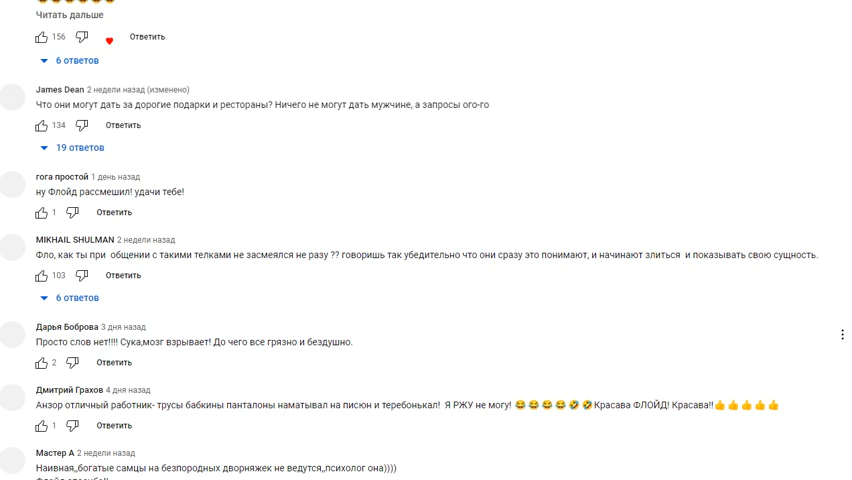 Читать дальше
156 Ответить
6 ответов
James Dean 2 недели назад (изменено)
Что они могут дать за дорогие подарки и рестораны? Ничего не могут дать мужчине, а запросы ого-го
134 Ответить
19 ответов
гога простой 1 день назад
ну Флойд рассмешил! удачи тебе!
1 Ответить
MIKHAIL SHULMAN 2 недели назад
Фло, как ты при общении с такими телками не засмеялся не разу ?? говоришь так убедительно что они сразу это понимают, и начинают злиться и показывать свою сущность.
103 Ответить
6 ответов
Дарья Боброва 3 дня назад
Просто слов нет!!!! Сука,мозг взрывает! До чего все грязно и бездушно.
2 Ответить
Дмитрий Грахов 4 дня назад
Анзор отличный работник- трусы бабкины панталоны наматывал на писюн и теребонькал! Я РЖУ не могу! 😂😂😂😂🤣🤣Красава ФЛОЙД! Красава!!👍👍👍👍👍
1 Ответить
Мастер А 2 недели назад
Наивная,,богатые самцы на безпородных дворняжек не ведутся,,психолог она))))